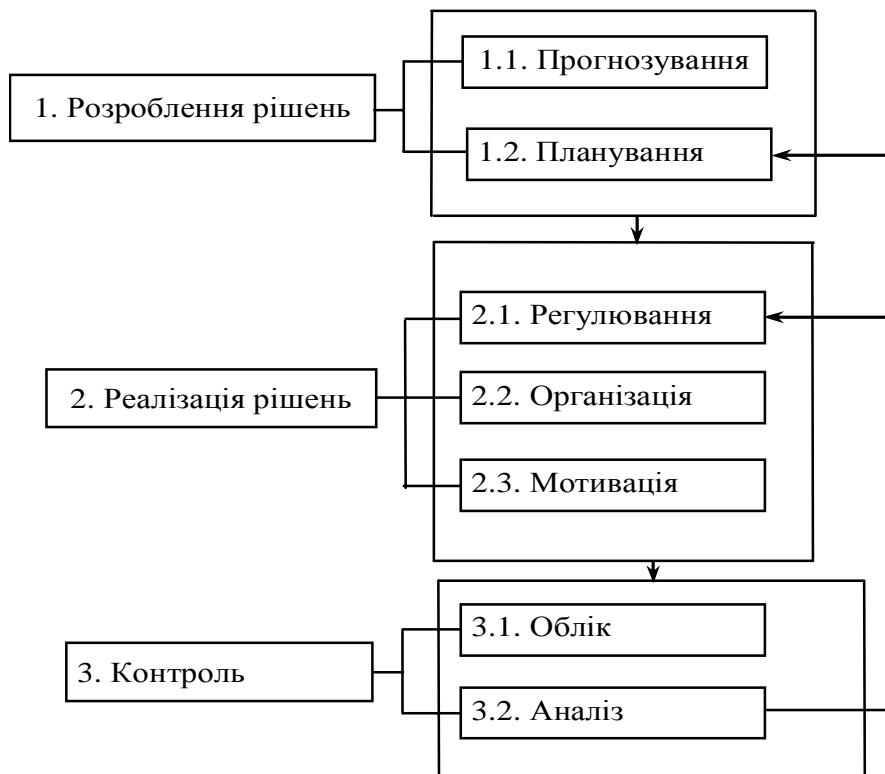 1. Розроблення рішень
1.1. Прогнозування
1.2. Планування
2. Реалізація рішень
2.1. Регулювання
2.2. Організація
2.3. Мотивація
3. Контроль
3.1. Облік
3.2. Аналіз